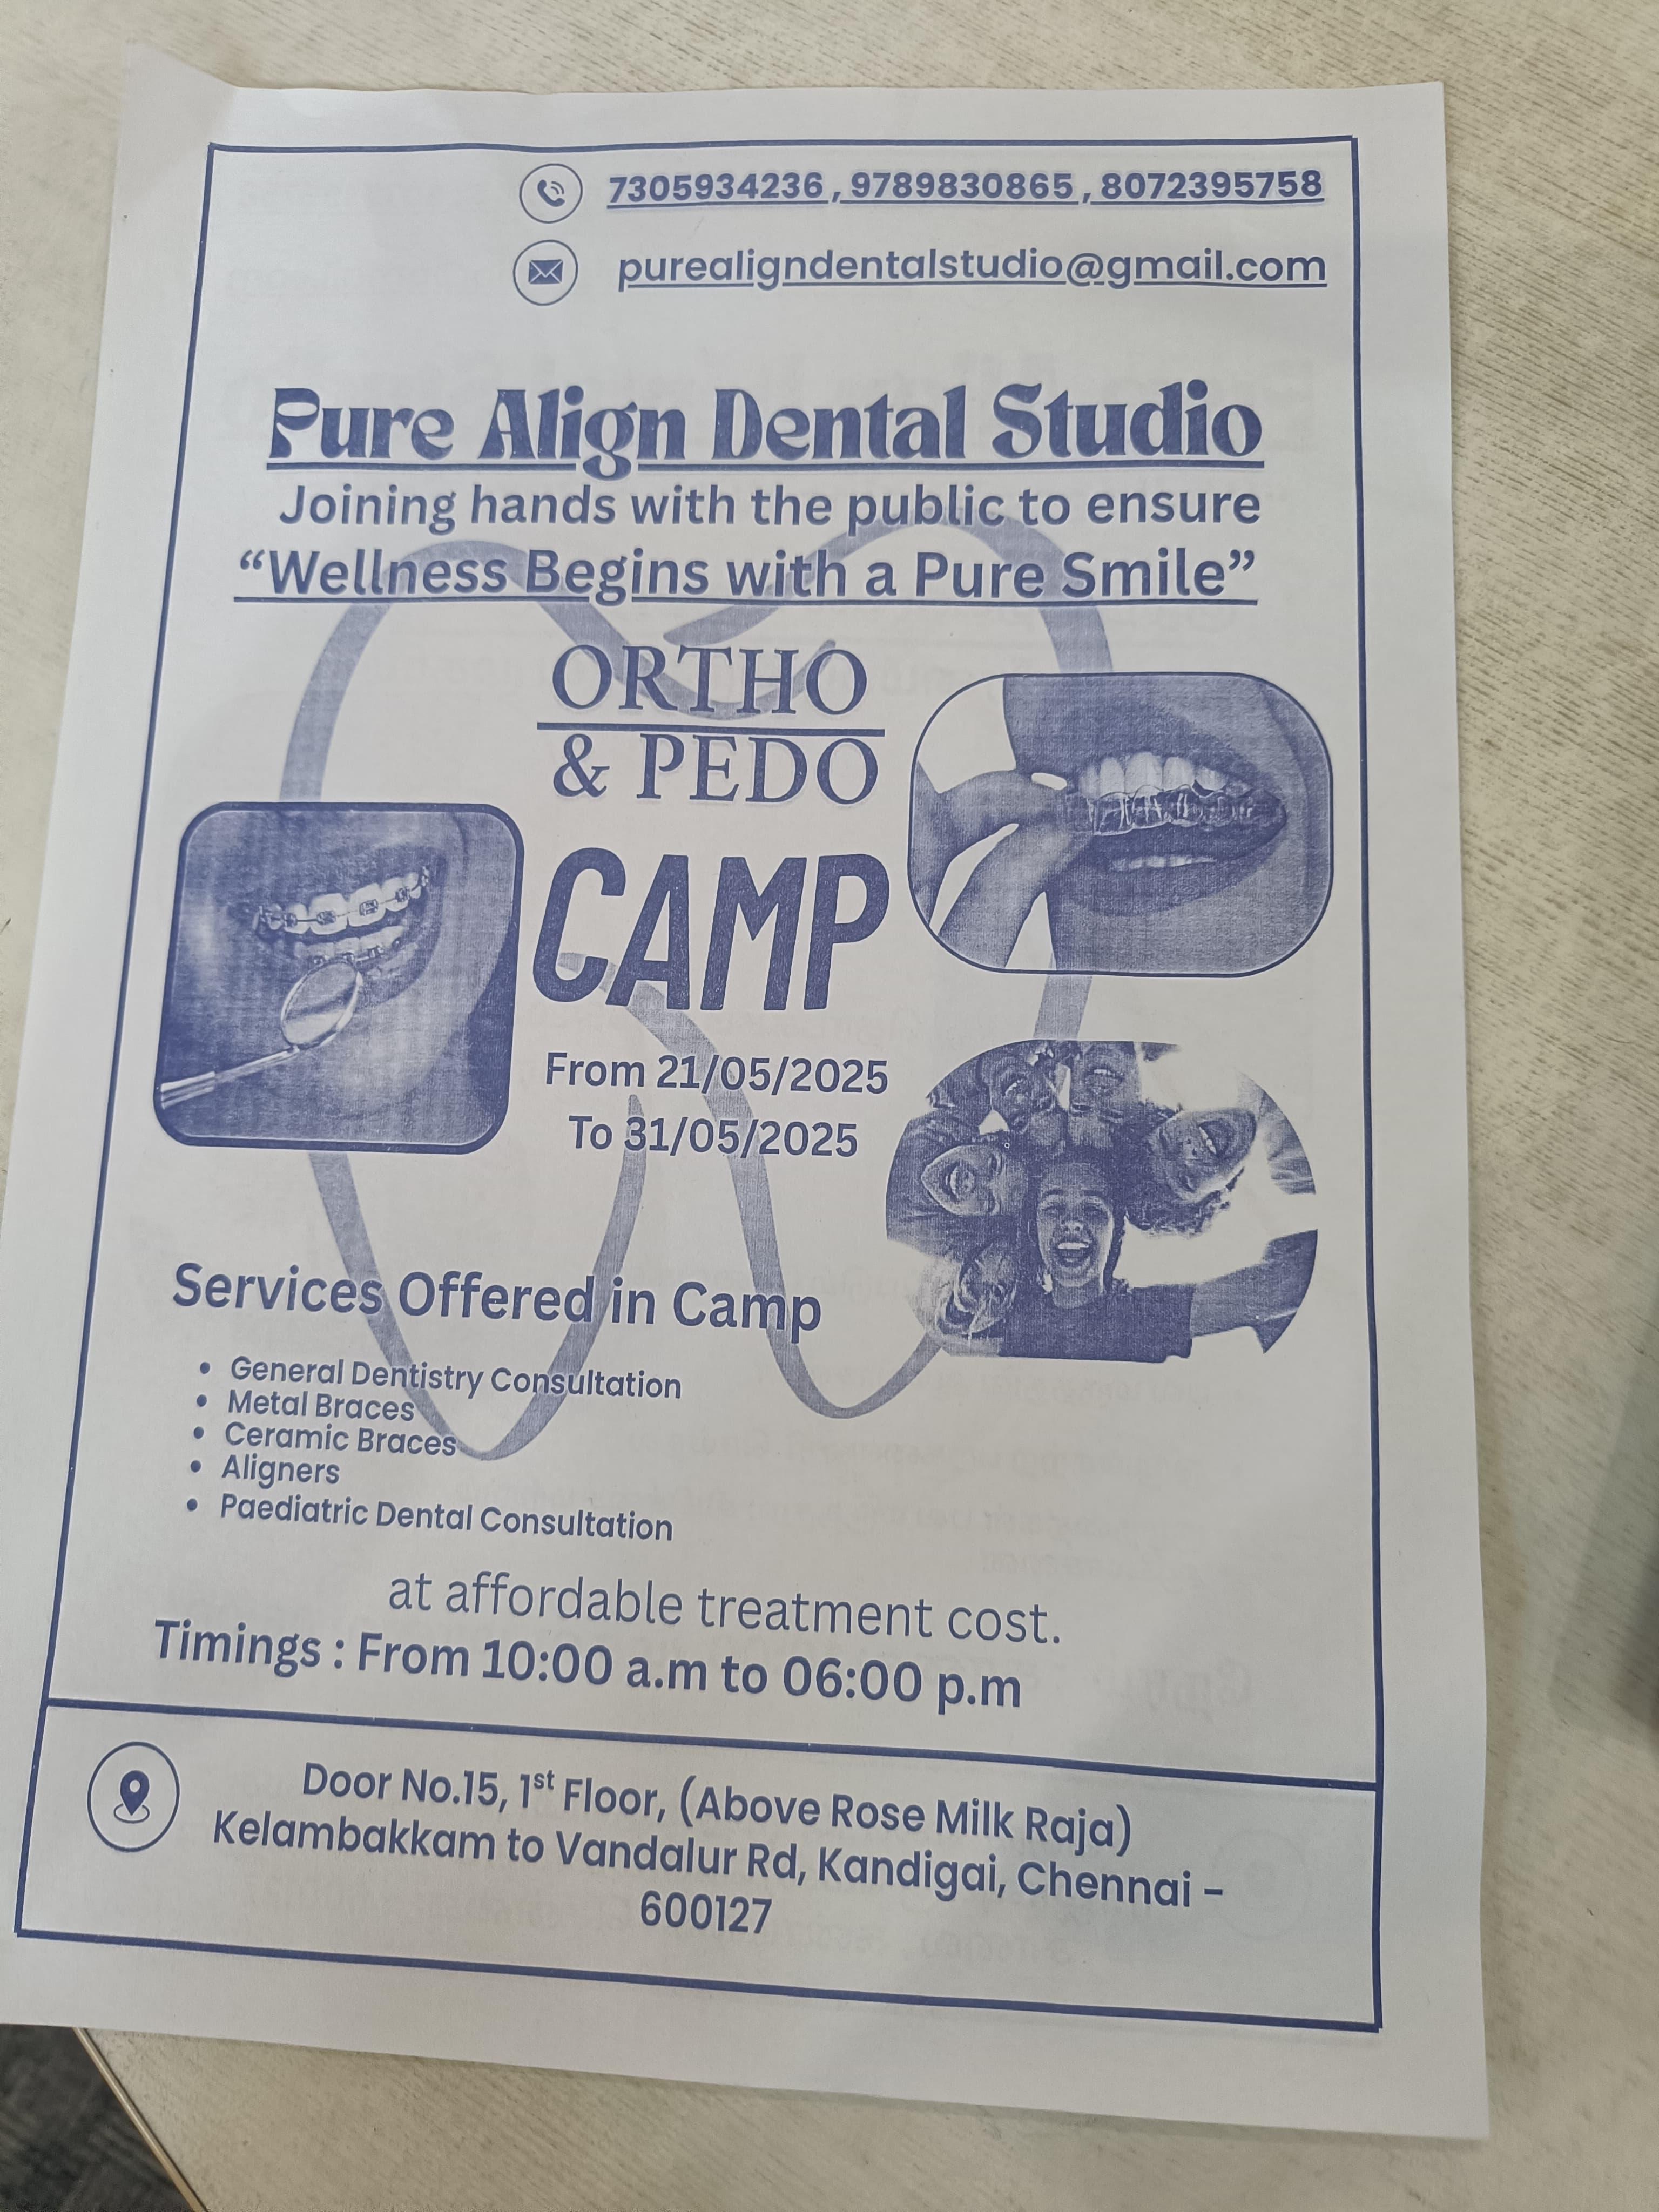 7305934236 , 9789830865 , 8072395758
purealigndentalstudio@gmail.com
Pure Align Dental Studio
Joining hands with the public to ensure
“Wellness Begins with a Pure Smile”
ORTHO
& PEDO
CAMP
From 21/05/2025
To 31/05/2025
Services Offered in Camp
• General Dentistry Consultation
• Metal Braces
• Ceramic Braces
• Aligners
• Paediatric Dental Consultation
at affordable treatment cost.
Timings : From 10:00 a.m to 06:00 p.m
Door No.15, 1st Floor, (Above Rose Milk Raja)
Kelambakkam to Vandalur Rd, Kandigai, Chennai –
600127